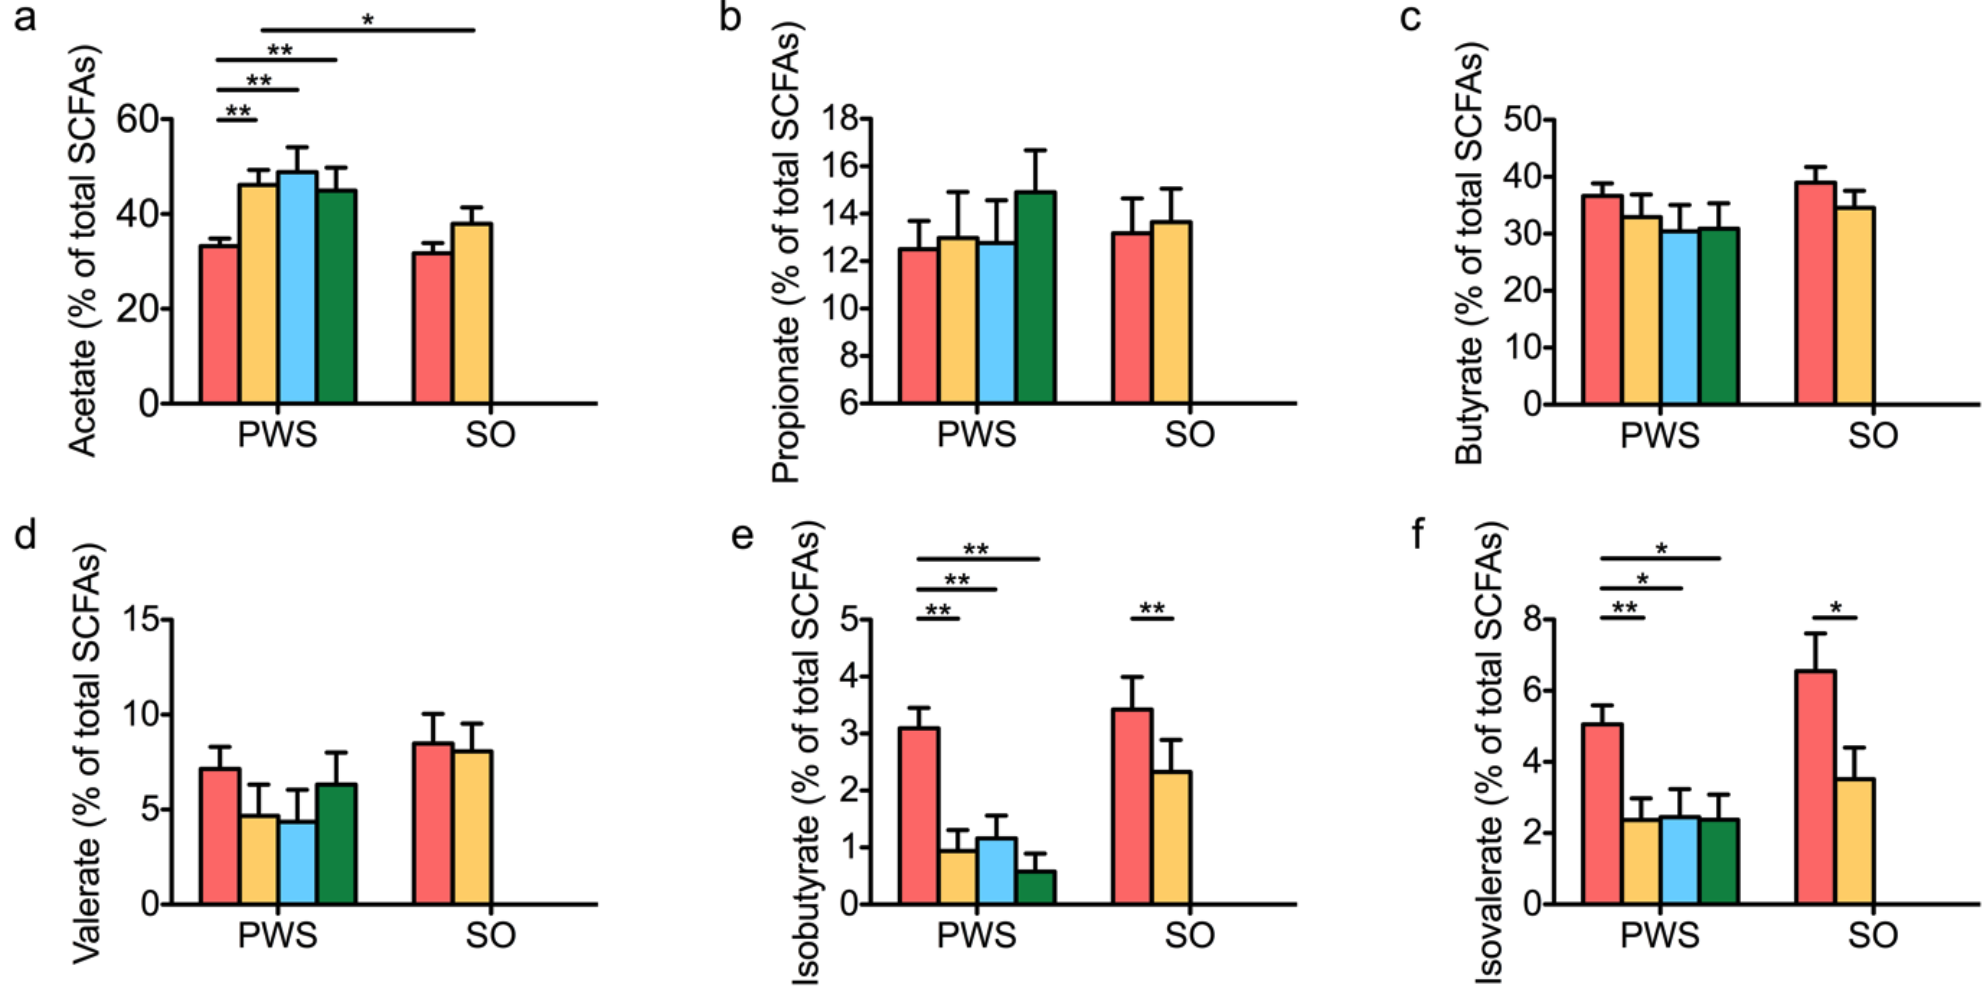 a
*
**
**
**
Acetate (% of total SCFAs)
60
40
20
0
PWS
SO
b
Propionate (% of total SCFAs)
18
16
14
12
10
8
6
PWS
SO
c
Butyrate (% of total SCFAs)
50
40
30
20
10
0
PWS
SO
d
Valerate (% of total SCFAs)
15
10
5
0
PWS
SO
e
**
**
**
**
Isobutyrate (% of total SCFAs)
5
4
3
2
1
0
PWS
SO
f
*
*
**
*
Isovalerate (% of total SCFAs)
8
6
4
2
0
PWS
SO